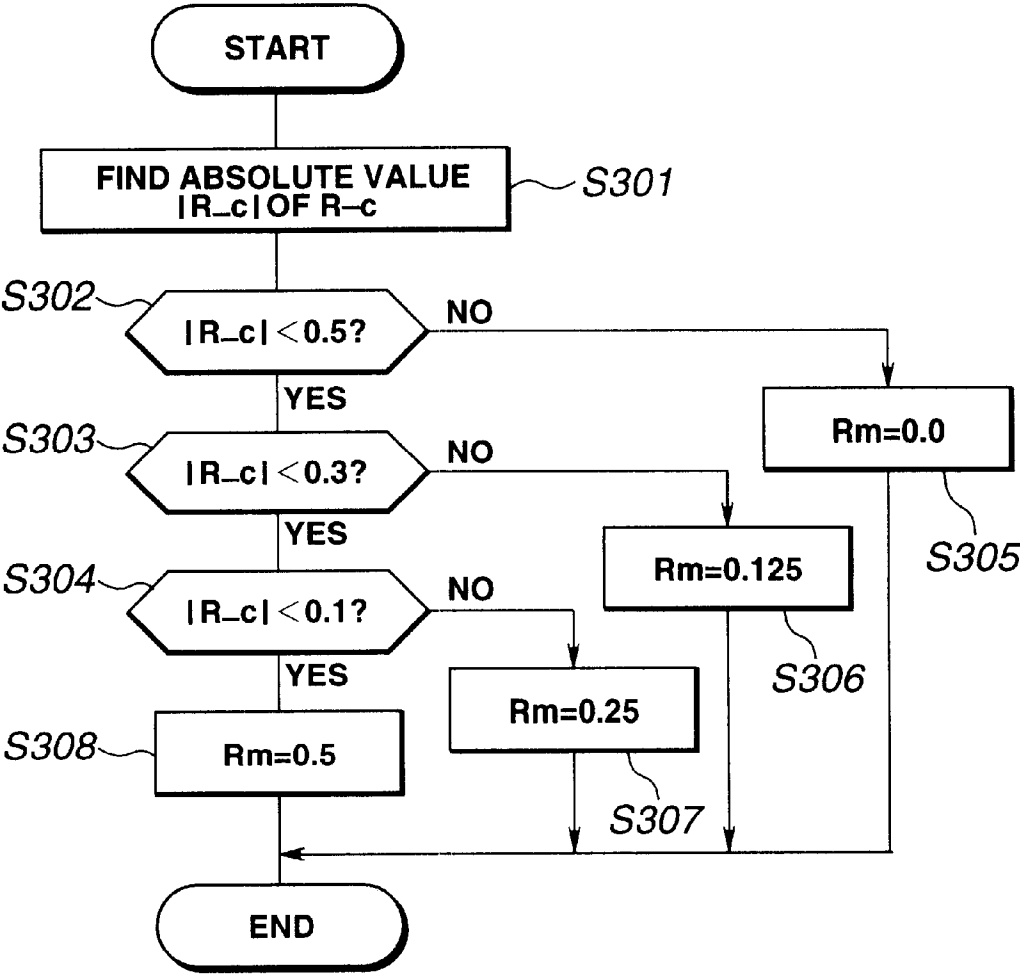 START
FIND ABSOLUTE VALUE
|R_c| OF R-c
S301
S302
|R_c| <0.5?
NO
YES
Rm=0.0
S305
S303
|R_c| <0.3?
NO
YES
Rm=0.125
S306
S304
|R_c| <0.1?
NO
YES
Rm=0.25
S307
S308
Rm=0.5
END